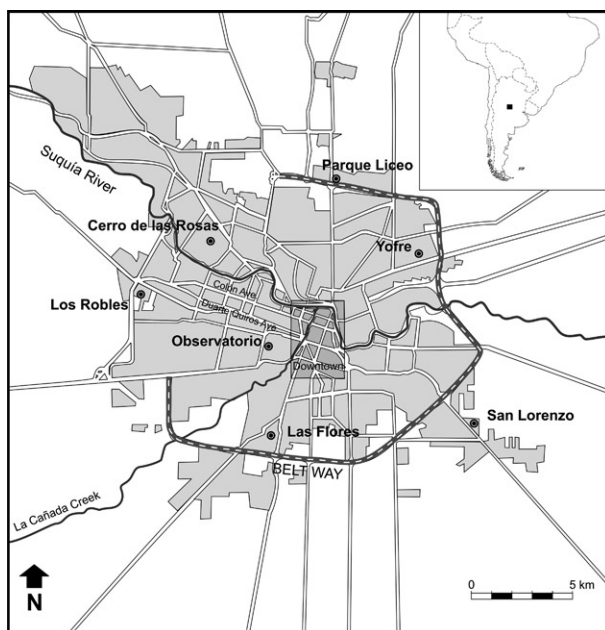 Parque Liceo
Suquía River
Cerro de las Rosas
Yofre
Colón Ave
Los Robles
Duarte Quiros Ave
Observatorio
Downtown
San Lorenzo
Las Flores
BELT WAY
La Cañada Creek
N
0 5 km